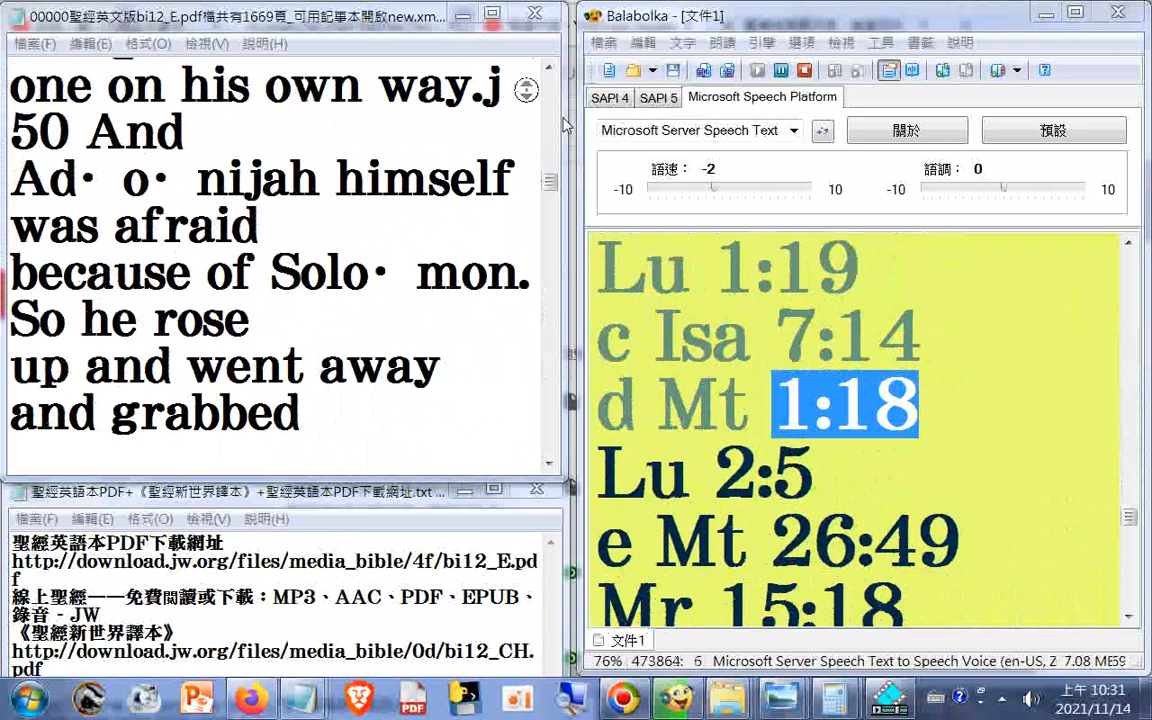 00000聖經英文版bi12_E.pdf檔共有1669頁_可用記事本開啟new.xm...
檔案(F) 編輯(E) 格式(O) 檢視(V) 說明(H)
one on his own way.j
50 And
Ad· o· nijah himself
was afraid
because of Solo· mon.
So he rose
up and went away
and grabbed
聖經英語本PDF+《聖經新世界譯本》+聖經英語本PDF下載網址.txt ...
檔案(F) 編輯(E) 格式(O) 檢視(V) 說明(H)
聖經英語本PDF下載網址
http://download.jw.org/files/media_bible/4f/bi12_E.pd
f
線上聖經——免費閱讀或下載：MP3、AAC、PDF、EPUB、
錄音 - JW
《聖經新世界譯本》
http://download.jw.org/files/media_bible/0d/bi12_CH.
pdf
Balabolka - [文件1]
檔案 編輯 文字 朗讀 引擎 選項 檢視 工具 書籤 說明
SAPI 4 SAPI 5 Microsoft Speech Platform
Microsoft Server Speech Text 關於 預設
語速： -2 語調： 0
-10 10 -10 10
Lu 1:19
c Isa 7:14
d Mt 1:18
Lu 2:5
e Mt 26:49
Mr 15:18
文件1
76% 473864: 6 Microsoft Server Speech Text to Speech Voice (en-US, Z 7.08 ME59
上午 10:31
2021/11/14